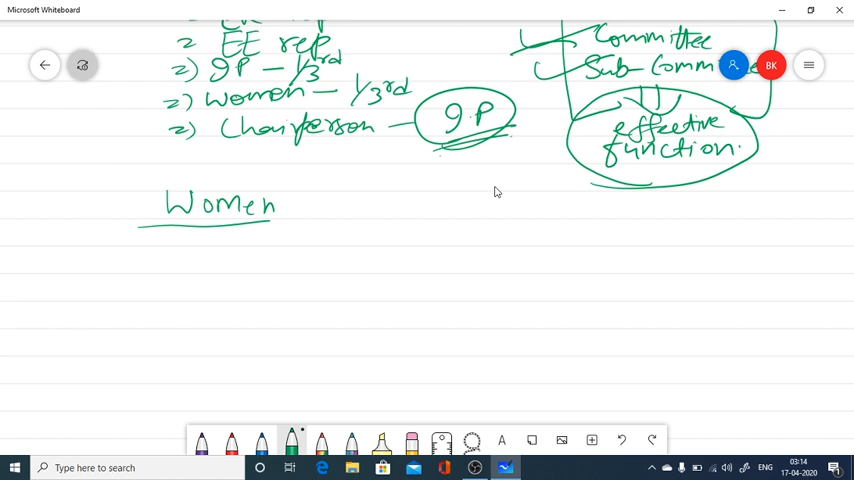 Microsoft Whiteboard
2 EE rep
2) IP - 1/3rd
2) Women - 1/3rd
2) Chairperson - I.P
Committee
Sub-Committee
effective
function.
BK
Women
A
Type here to search
ENG
03:14
17-04-2020